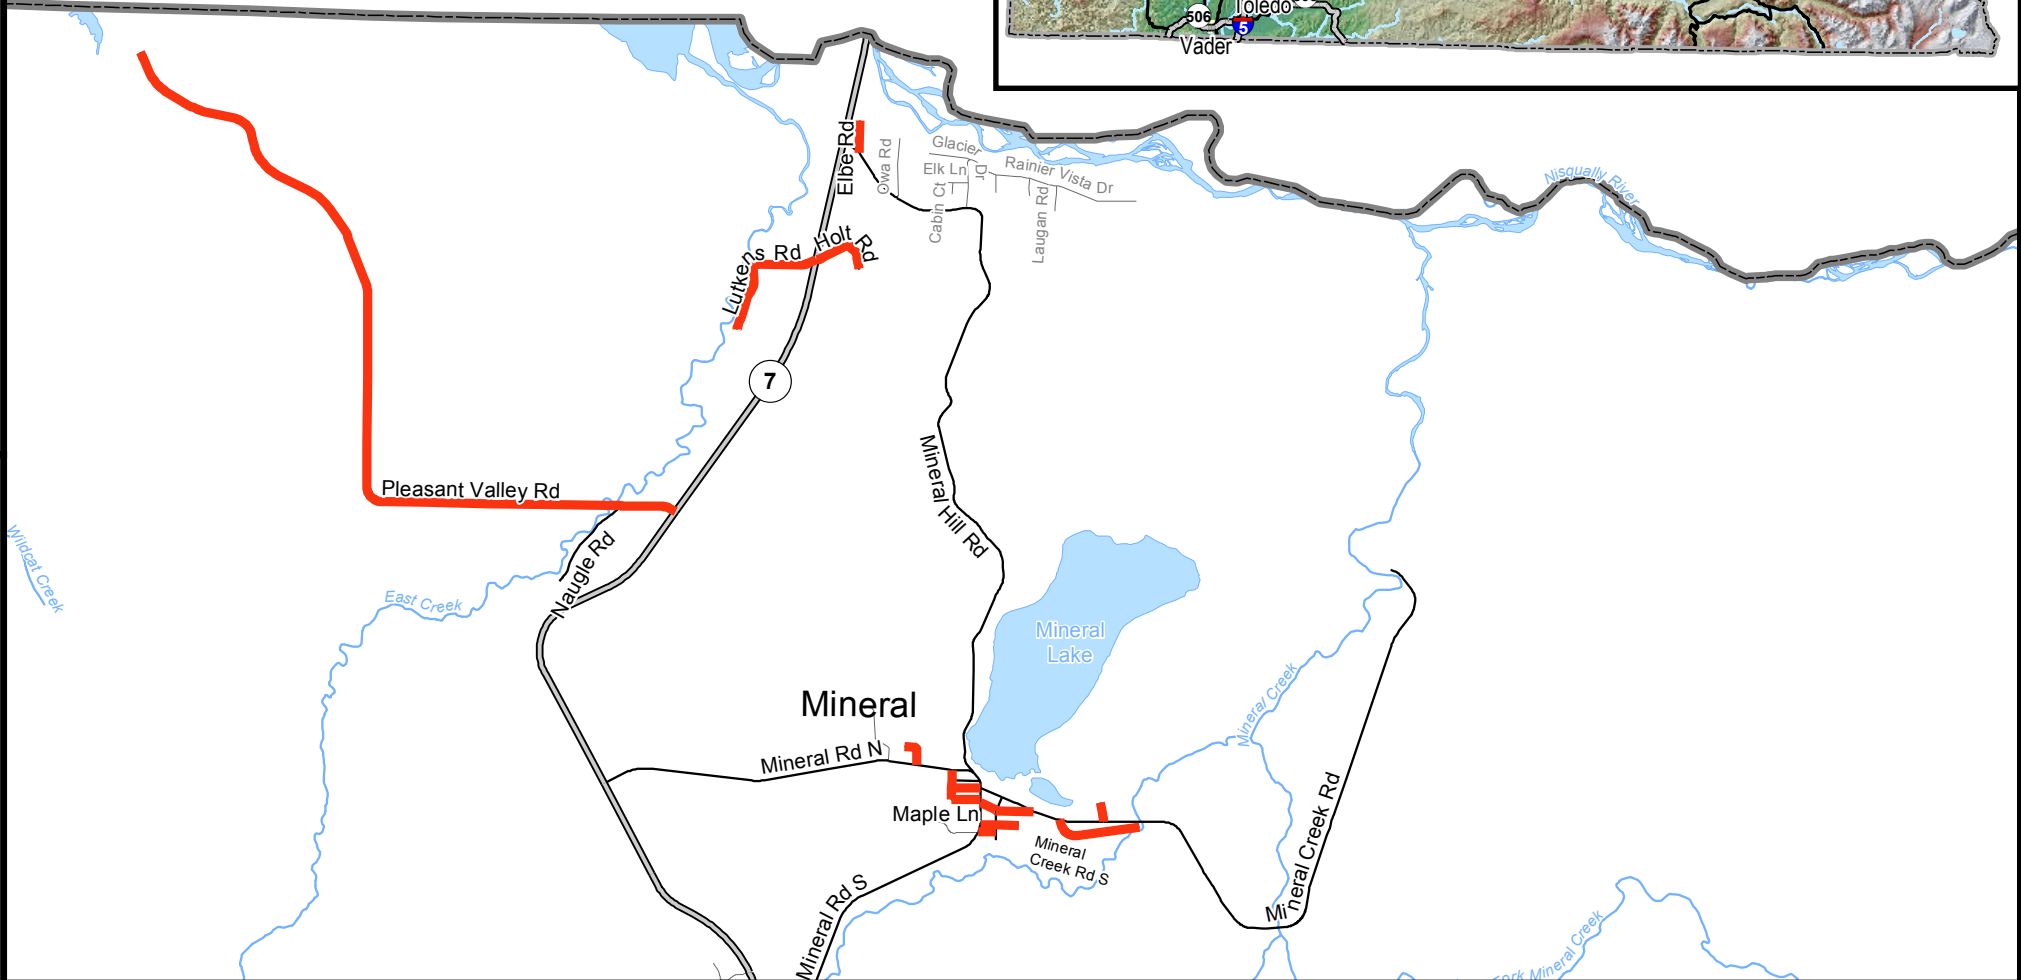 Toledo
506
5
Vader
Nisqually River
Elbe Rd
Owa Rd
Glacier
Dr
Elk Ln
Cabin Ct
Rainier Vista Dr
Laugan Rd
Lutkens Rd
Holt Rd
7
Pleasant Valley Rd
Mineral Hill Rd
Naugle Rd
Wildcat Creek
East Creek
Mineral
Lake
Mineral Creek
Mineral
Mineral Rd N
Maple Ln
Mineral
Creek Rd S
Mineral Creek Rd
Mineral Rd S
Fork Mineral Creek